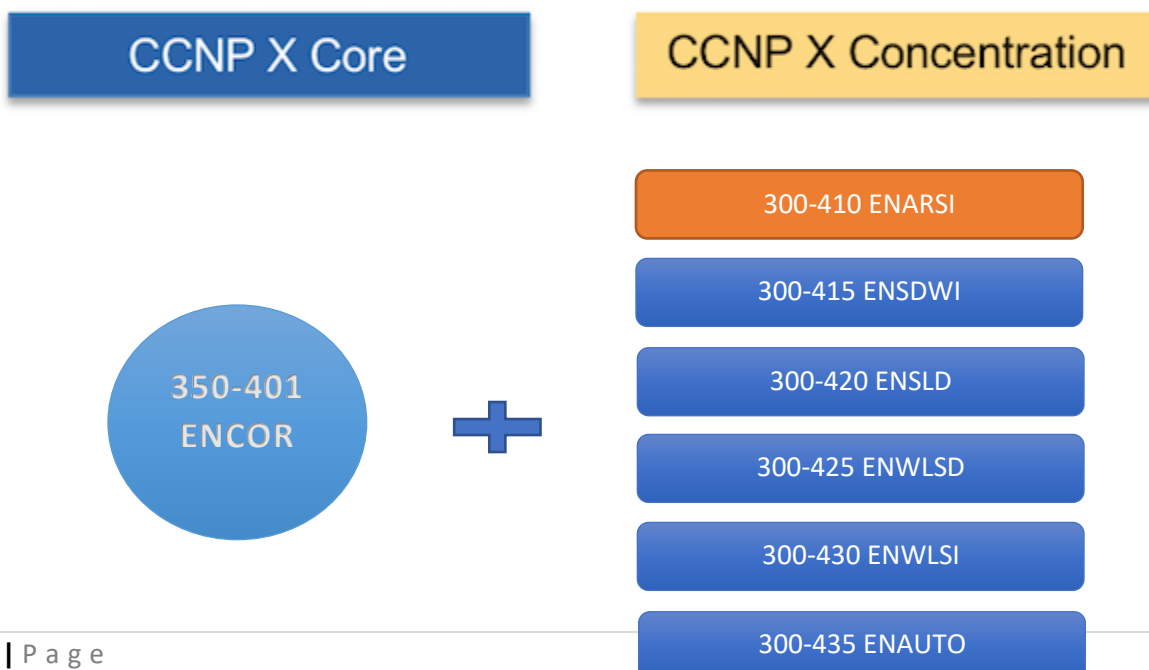 CCNP X Core
CCNP X Concentration
350-401
ENCOR
300-410 ENARSI
300-415 ENSDWI
300-420 ENSLD
300-425 ENWLSD
300-430 ENWLSI
300-435 ENAUTO
| P a g e